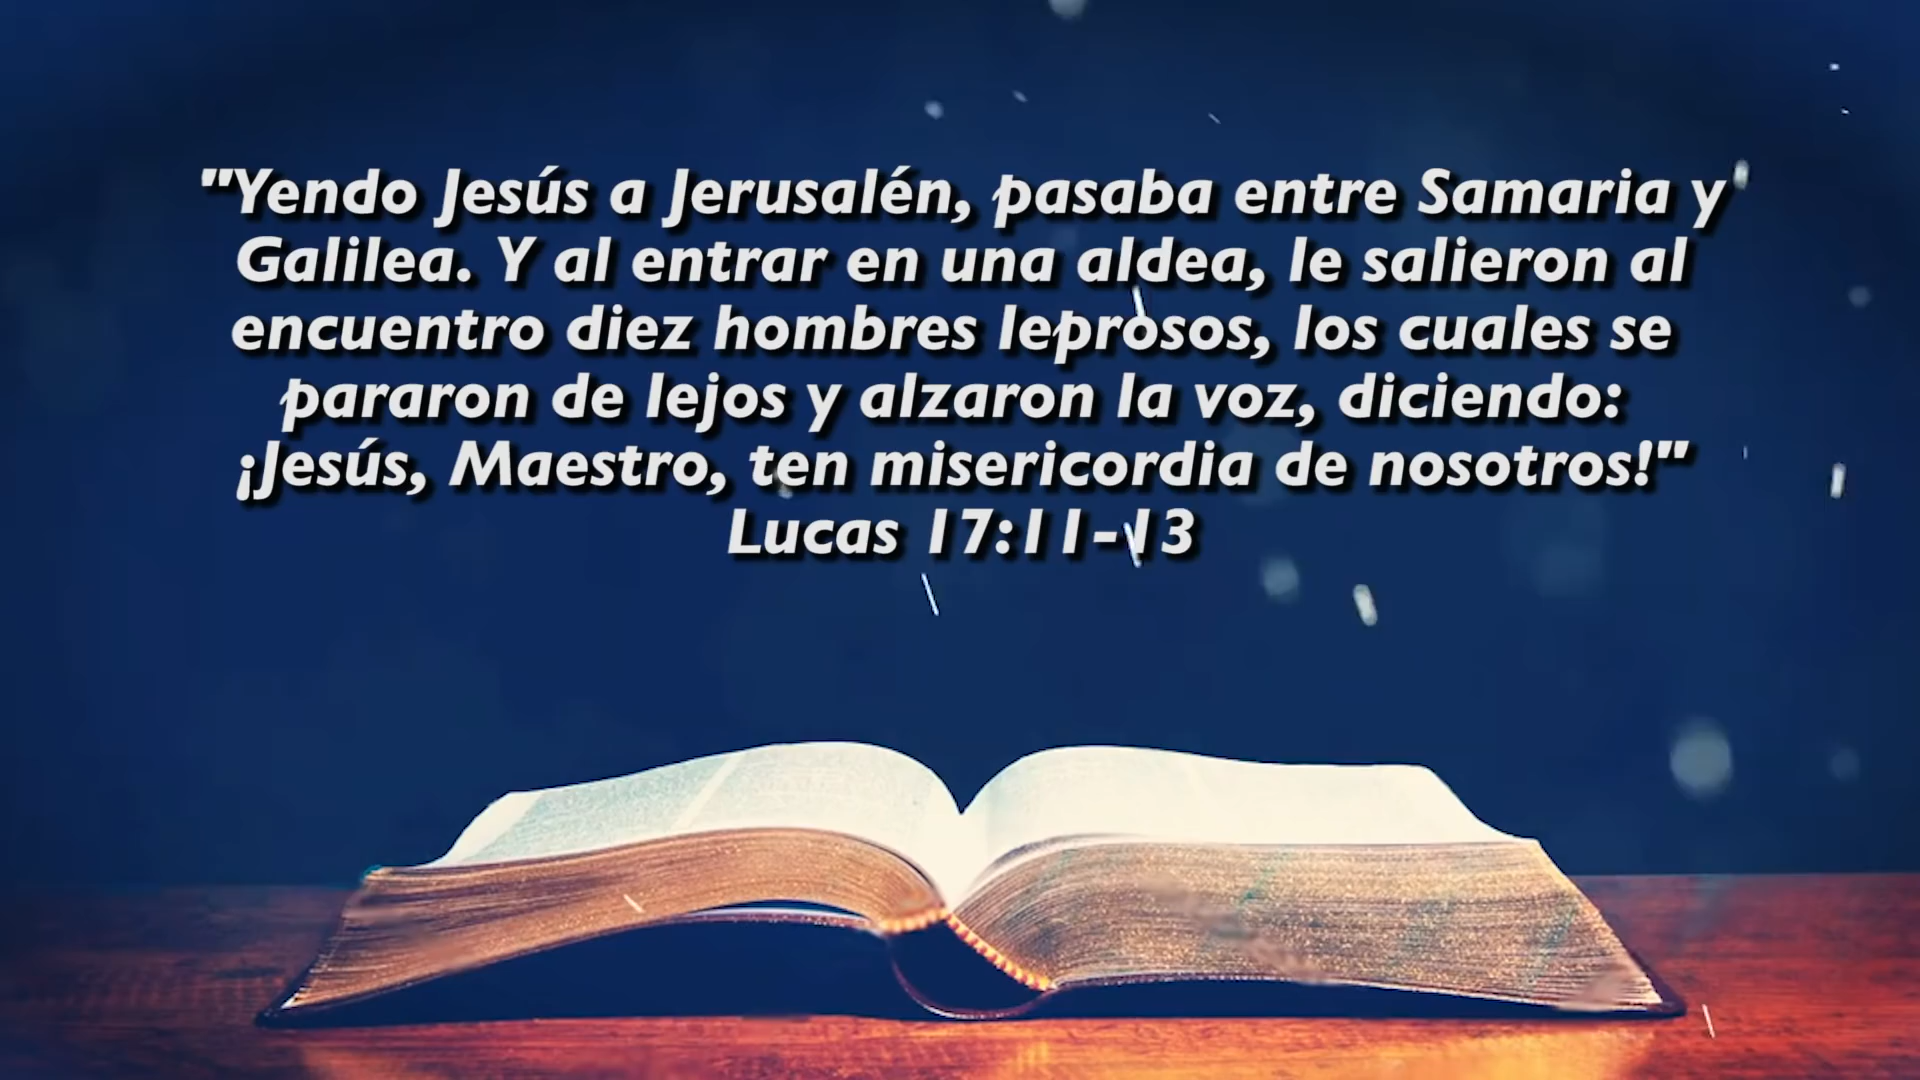 "Yendo Jesús a Jerusalén, pasaba entre Samaria y
Galilea. Y al entrar en una aldea, le salieron al
encuentro diez hombres leprosos, los cuales se
pararon de lejos y alzaron la voz, diciendo:
¡Jesús, Maestro, ten misericordia de nosotros!"
Lucas 17:11-13